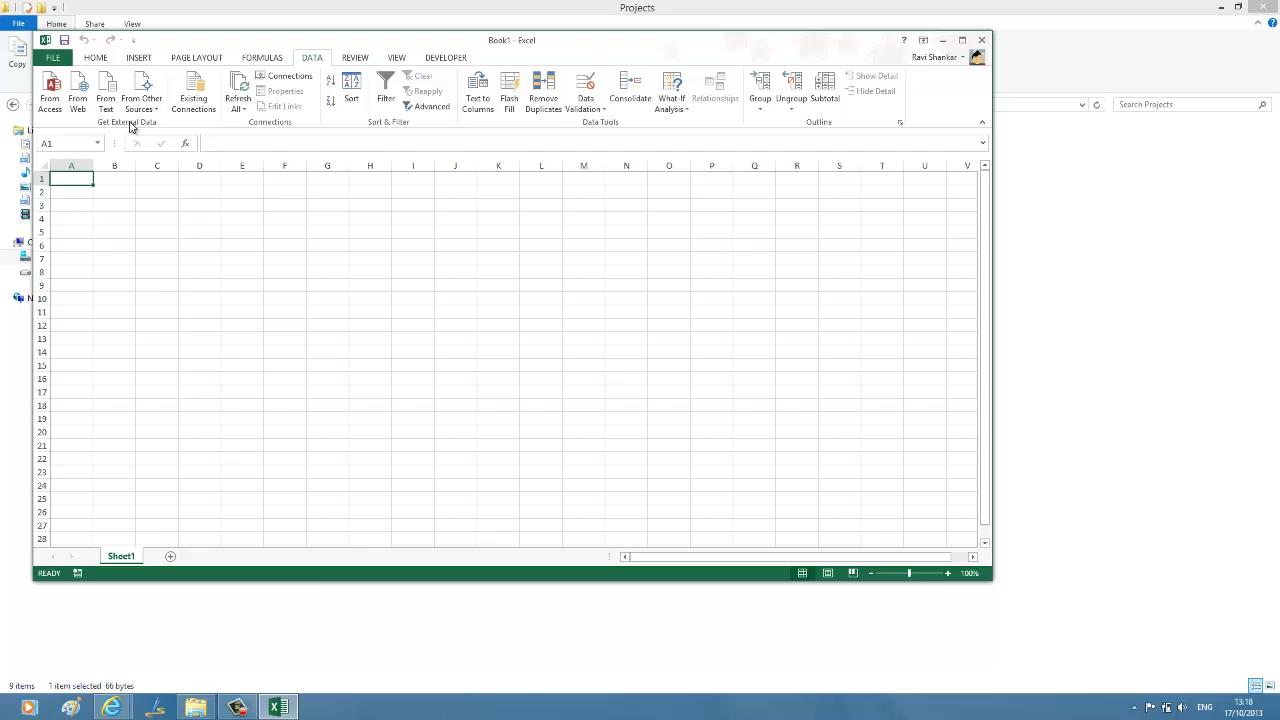 Projects
File Home Share View
Copy
Search Projects
Book1 - Excel
FILE HOME INSERT PAGE LAYOUT DATA REVIEW VIEW
Ravi Shankar
From Access
From Web
From Text
From Other Sources
Existing Connections
Refresh All
Connections
Properties
Edit Links
Sort
Filter
Clear
Reapply
Advanced
Text to Columns
Flash Fill
Remove Duplicates
Data Validation
Consolidate
What-If Analysis
Relationships
Group
Ungroup
Subtotal
Show Detail
Hide Detail
Get External Data Connections Sort & Filter Data Tools Outline
A1
fx
A B C D E F G H I J K L M N O P Q R S T U V
1
2
3
4
5
6
7
8
9
10
11
12
13
14
15
16
17
18
19
20
21
22
23
24
25
26
27
28
Sheet1
READY
100%
9 items 1 item selected 66 bytes
ENG
13:18
17/10/2013